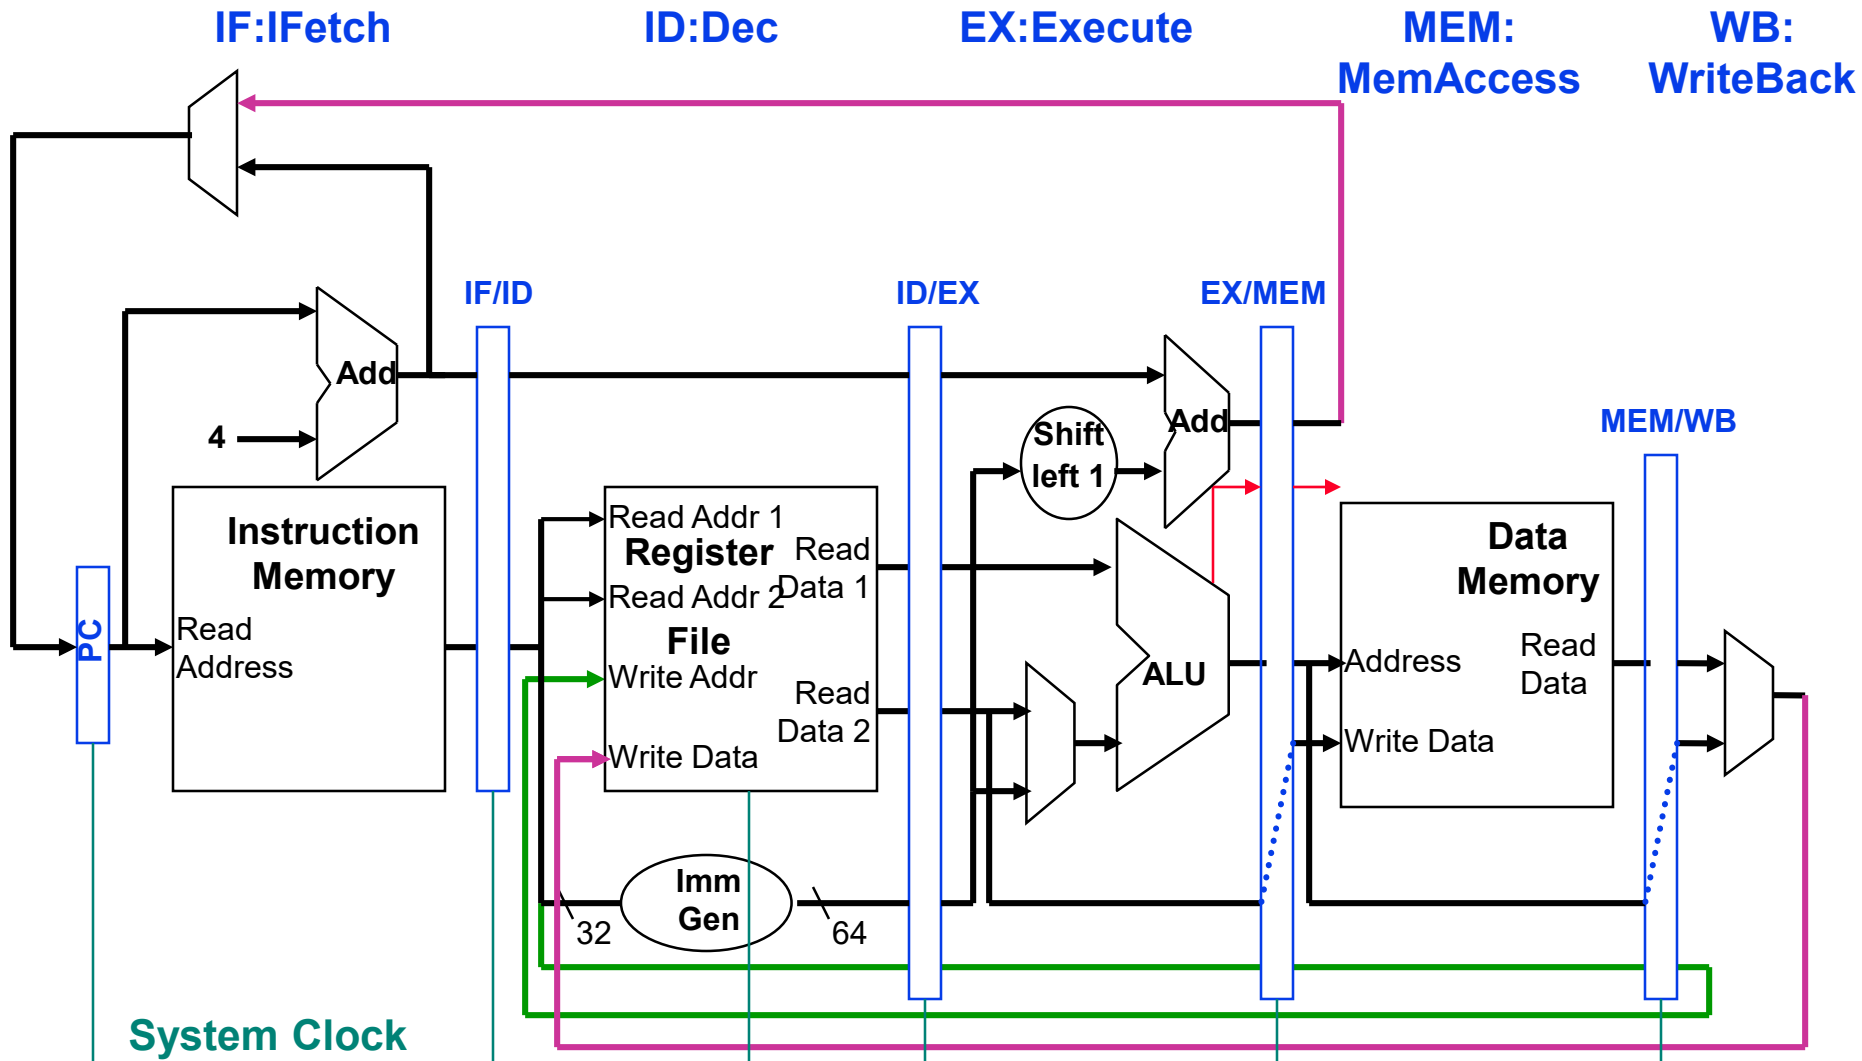 IF:IFetch
ID:Dec
EX:Execute
MEM:
MemAccess
WB:
WriteBack
IF/ID
ID/EX
EX/MEM
MEM/WB
Add
4
Shift
left 1
Add
Instruction
Memory
Read
Address
PC
Read Addr 1
Register
Read
Data 1
Read Addr 2
File
Write Addr
Read
Data 2
Write Data
ALU
Data
Memory
Address
Read
Data
Write Data
Imm
Gen
32
64
System Clock